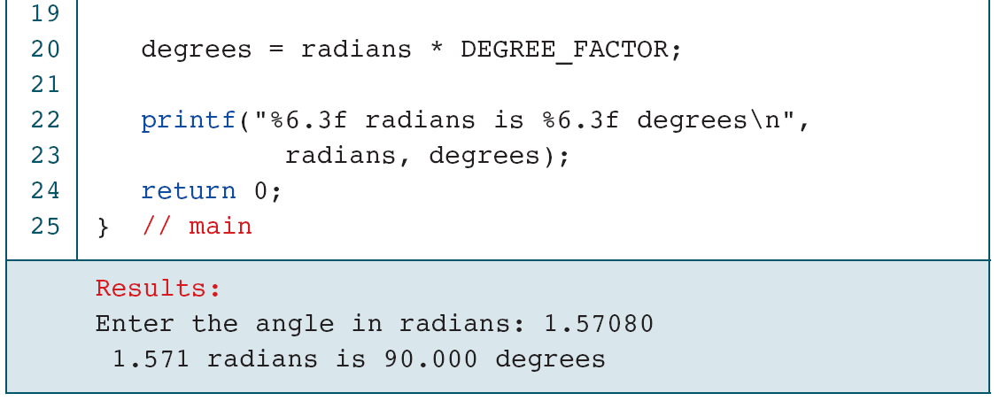 19
20 degrees = radians * DEGREE_FACTOR;
21
22 printf("%6.3f radians is %6.3f degrees\n",
23 radians, degrees);
24 return 0;
25 } // main
Results:
Enter the angle in radians: 1.57080
1.571 radians is 90.000 degrees